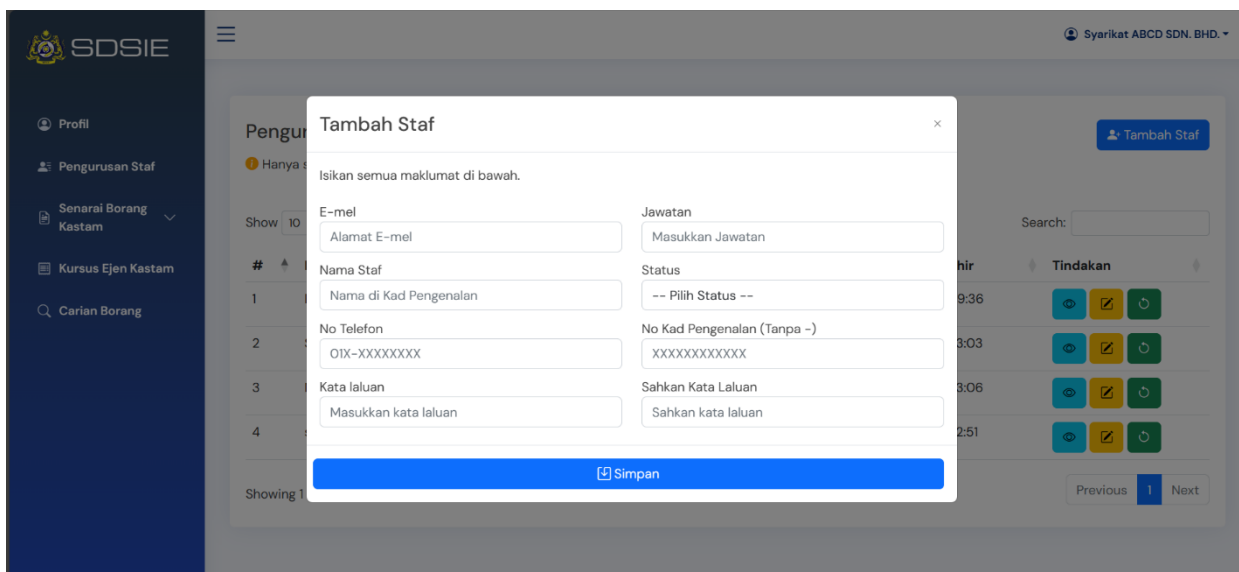 SDSIE
Syarikat ABCD SDN. BHD.
Profil
Pengurusan Staf
Senarai Borang
Kastam
Kursus Ejen Kastam
Carian Borang
Tambah Staf
Hanya
Show 10
Search:
# Tindakan
1 9:36
2 3:03
3 3:06
4 2:51
Showing 1
Previous 1 Next
Tambah Staf
×
Isikan semua maklumat di bawah.
E-mel
Alamat E-mel
Jawatan
Masukkan Jawatan
Nama Staf
Nama di Kad Pengenalan
Status
-- Pilih Status --
No Telefon
01X-XXXXXXXX
No Kad Pengenalan (Tanpa -)
XXXXXXXXXXXX
Kata laluan
Masukkan kata laluan
Sahkan Kata Laluan
Sahkan kata laluan
Simpan